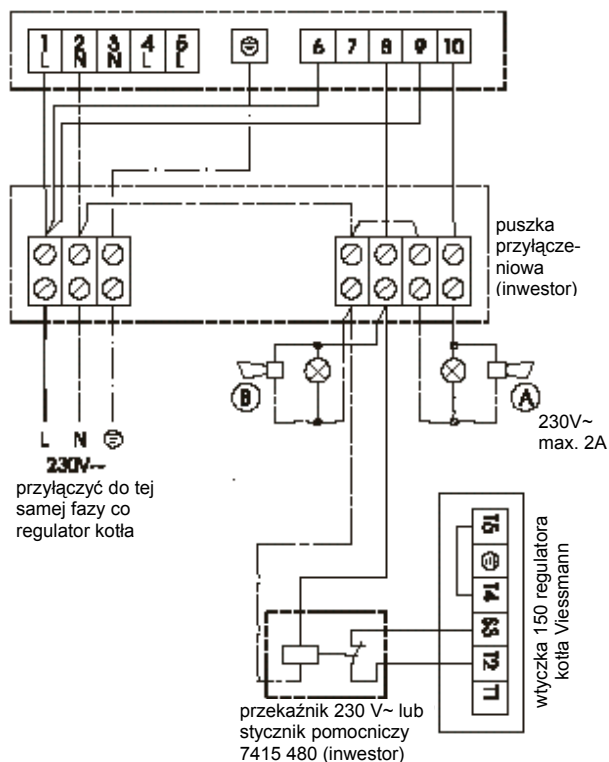 1 2 3 4 5 6 7 8 9 10
L N N L L
puszka
przyłącze-
niowa
(inwestor)
B
A
230V~
max. 2A
L N
230V~
przyłączyć do tej
samej fazy co
regulator kotła
T5
T4
S3
T2
T1
wtyczka 150 regulatora
kotła Viessmann
przekaźnik 230 V~ lub
stycznik pomocniczy
7415 480 (inwestor)